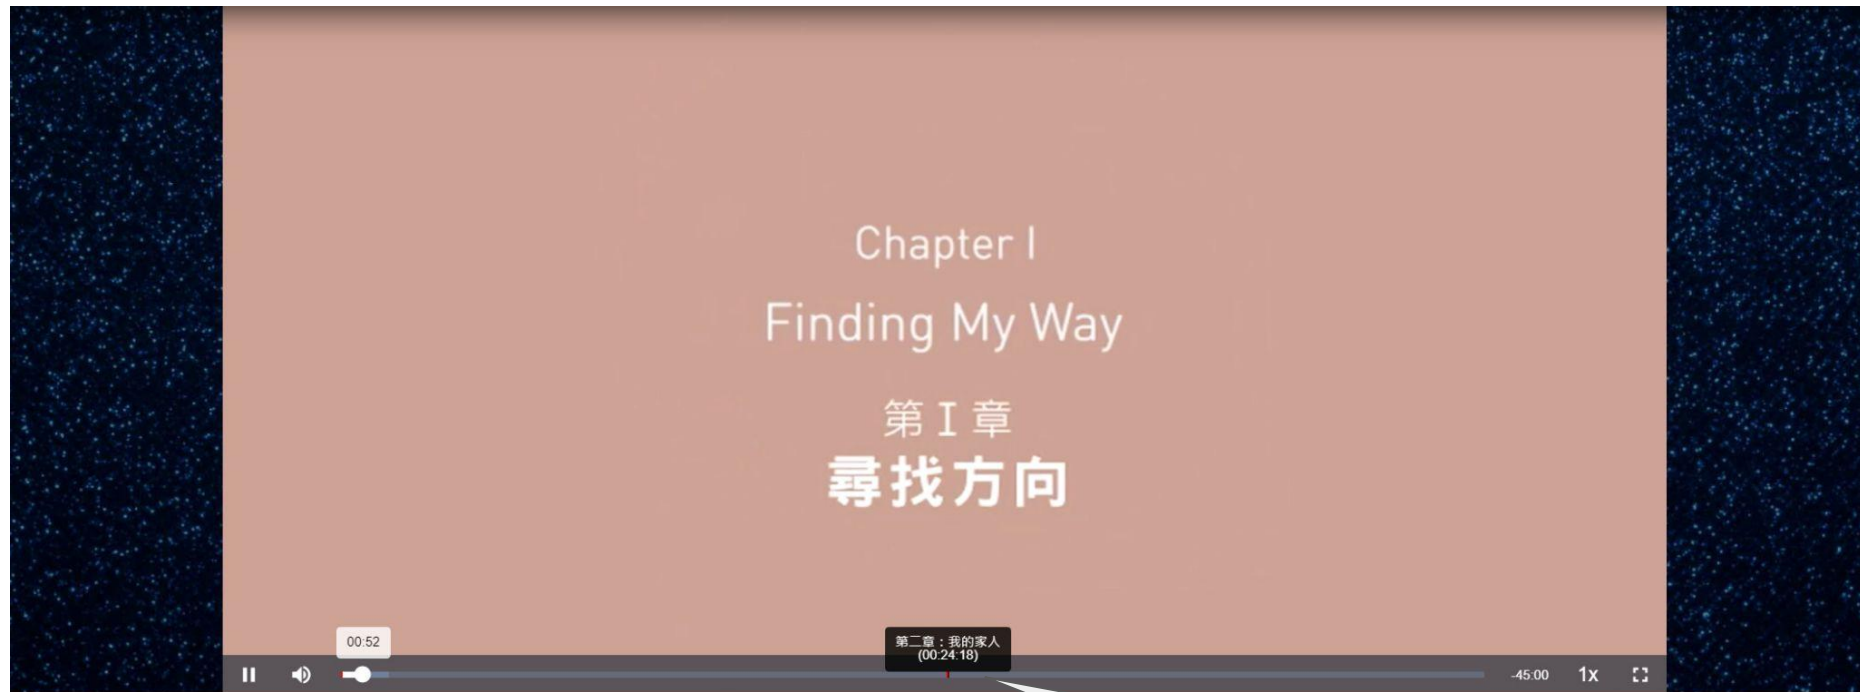 Chapter I
Finding My Way
第 I 章
尋找方向
00:52
第二章：我的家人
(00:24:18)
-45:00
1x